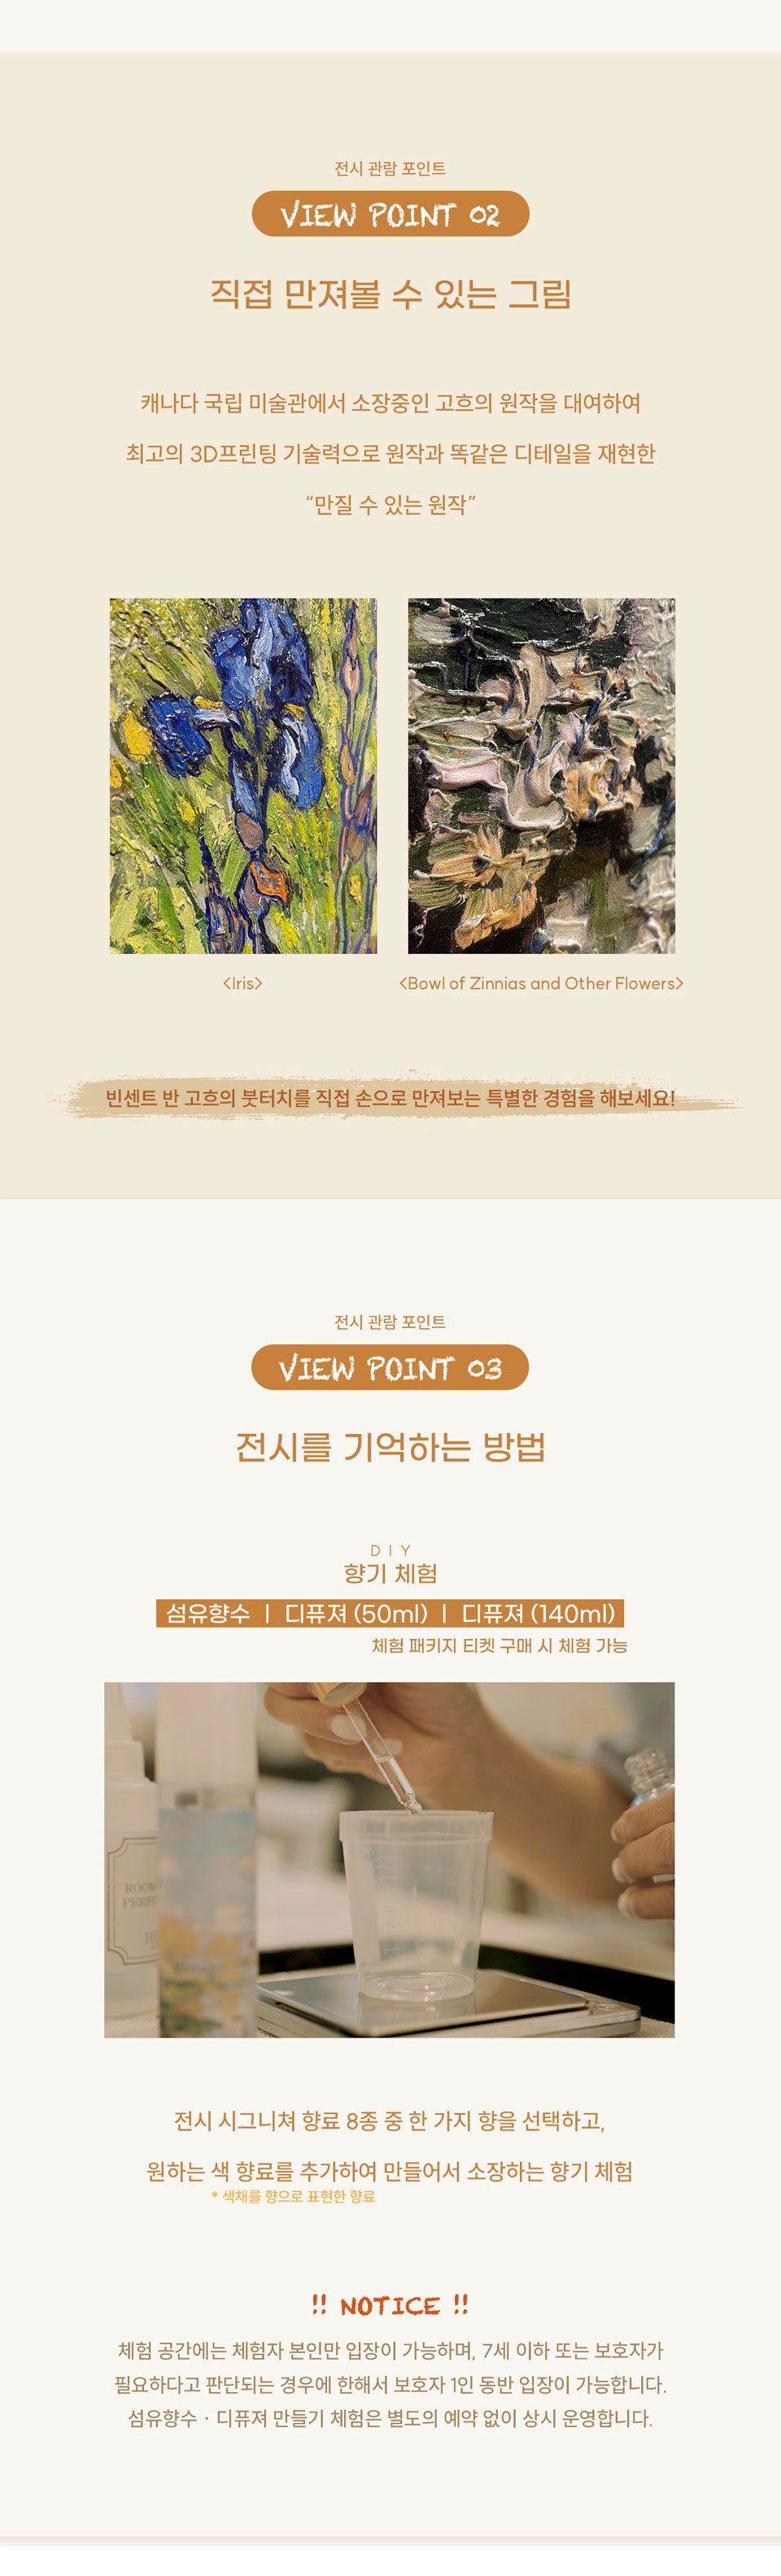 전시 관람 포인트
VIEW POINT 02
직접 만져볼 수 있는 그림
캐나다 국립 미술관에서 소장중인 고흐의 원작을 대여하여
최고의 3D프린팅 기술력으로 원작과 똑같은 디테일을 재현한
“만질 수 있는 원작”
<Iris>
<Bowl of Zinnias and Other Flowers>
빈센트 반 고흐의 붓터치를 직접 손으로 만져보는 특별한 경험을 해보세요!
전시 관람 포인트
VIEW POINT 03
전시를 기억하는 방법
DIY
향기 체험
섬유향수 | 디퓨져 (50ml) | 디퓨져 (140ml)
체험 패키지 티켓 구매 시 체험 가능
ROOM
전시 시그니쳐 향료 8종 중 한 가지 향을 선택하고,
원하는 색 향료를 추가하여 만들어서 소장하는 향기 체험
* 색채를 향으로 표현한 향료
!! NOTICE !!
체험 공간에는 체험자 본인만 입장이 가능하며, 7세 이하 또는 보호자가
필요하다고 판단되는 경우에 한해서 보호자 1인 동반 입장이 가능합니다.
섬유향수 · 디퓨져 만들기 체험은 별도의 예약 없이 상시 운영합니다.